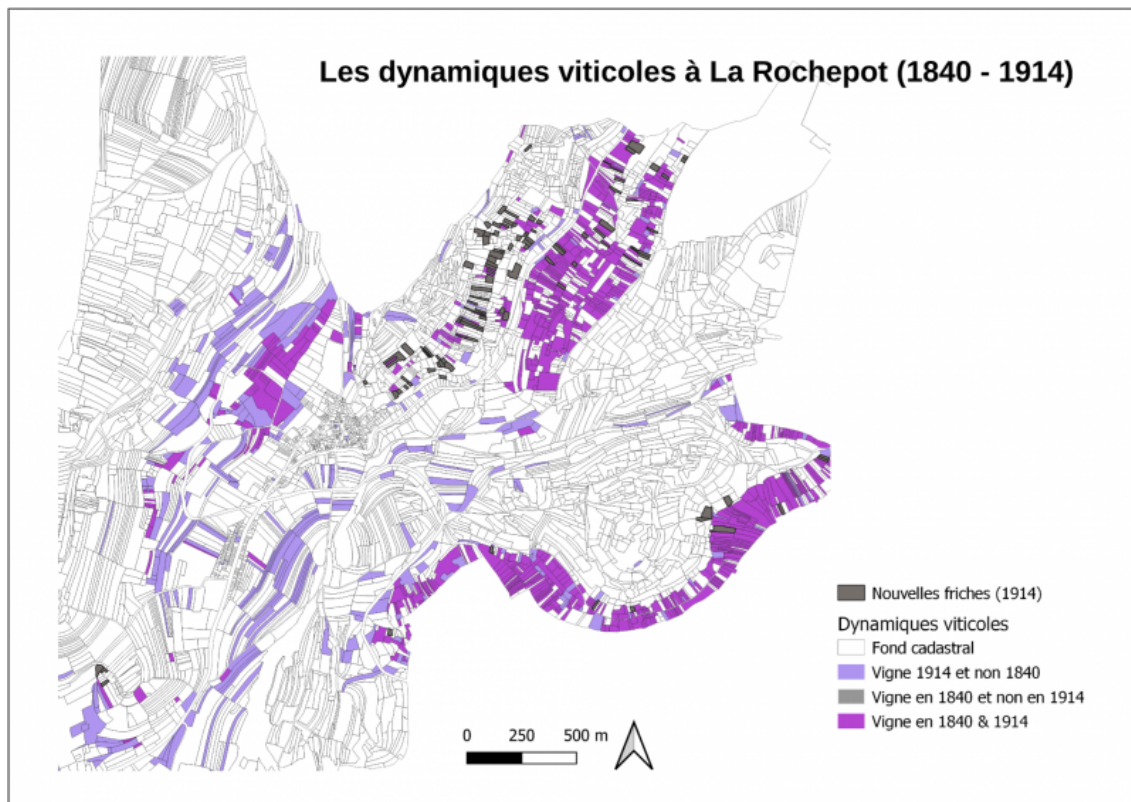 Les dynamiques viticoles à La Rochepot (1840 - 1914)
Nouvelles friches (1914)
Dynamiques viticoles
Fond cadastral
Vigne 1914 et non 1840
Vigne en 1840 et non en 1914
Vigne en 1840 & 1914
0 250 500 m